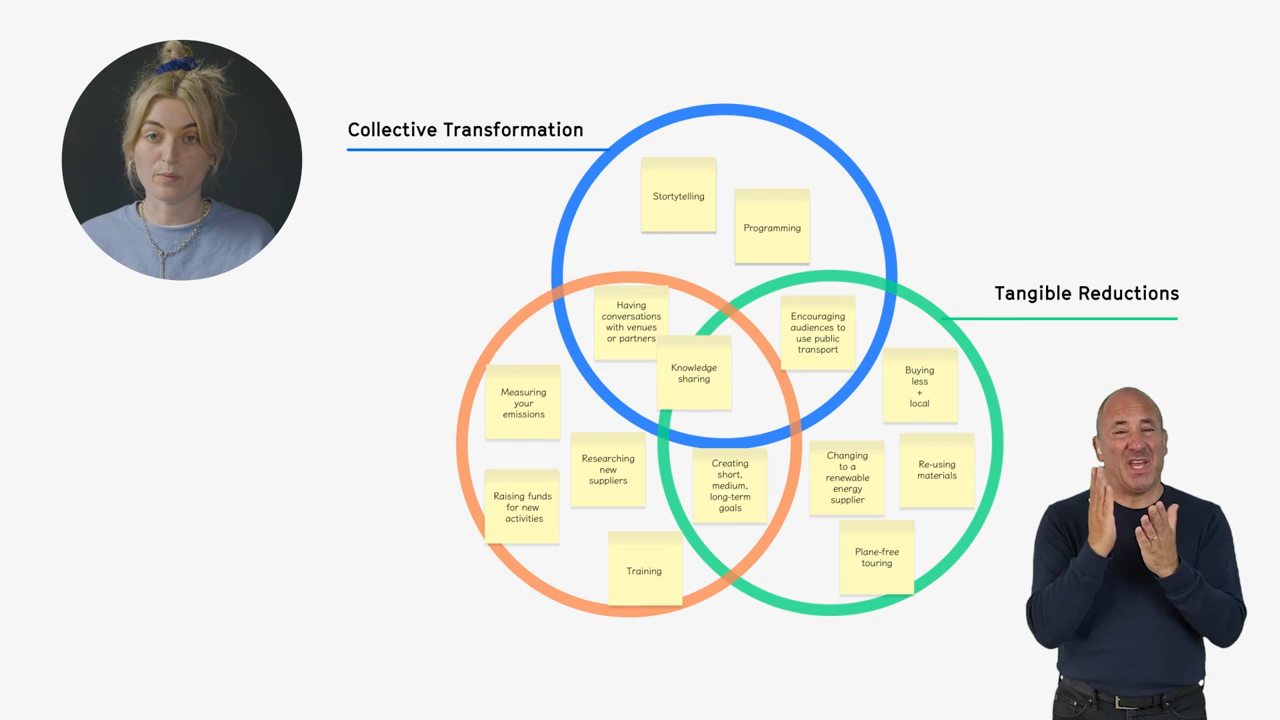 Collective Transformation
Stortytelling
Programming
Tangible Reductions
Having
conversations
with venues
or partners
Encouraging
audiences to
use public
transport
Knowledge
sharing
Buying
less
+
local
Measuring
your
emissions
Researching
new
suppliers
Creating
short,
medium,
long-term
goals
Changing
to a
renewable
energy
supplier
Re-using
materials
Raising funds
for new
activities
Training
Plane-free
touring